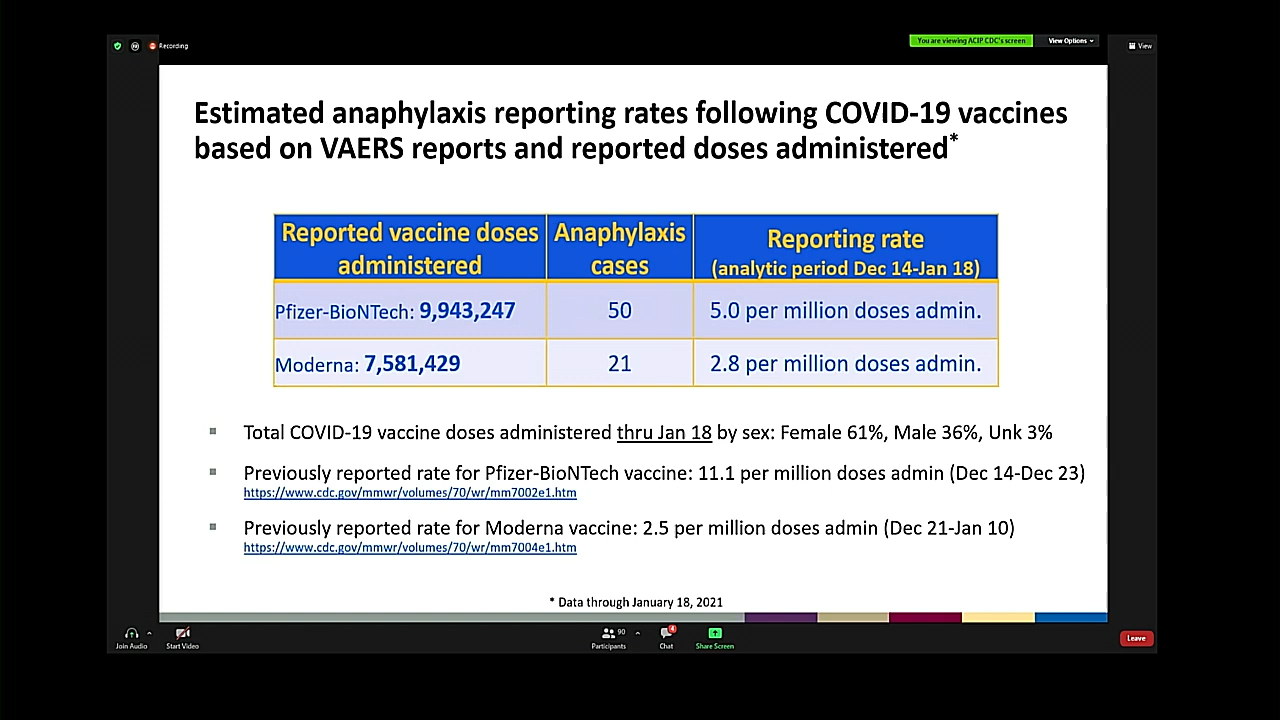 Recording
You are viewing ACIP CDC's screen
View Options
View
Estimated anaphylaxis reporting rates following COVID-19 vaccines
based on VAERS reports and reported doses administered*
Reported vaccine doses
administered
Anaphylaxis
cases
Reporting rate
(analytic period Dec 14-Jan 18)
Pfizer-BioNTech: 9,943,247
50
5.0 per million doses admin.
Moderna: 7,581,429
21
2.8 per million doses admin.
Total COVID-19 vaccine doses administered thru Jan 18 by sex: Female 61%, Male 36%, Unk 3%
Previously reported rate for Pfizer-BioNTech vaccine: 11.1 per million doses admin (Dec 14-Dec 23)
https://www.cdc.gov/mmwr/volumes/70/wr/mm7002e1.htm
Previously reported rate for Moderna vaccine: 2.5 per million doses admin (Dec 21-Jan 10)
https://www.cdc.gov/mmwr/volumes/70/wr/mm7004e1.htm
* Data through January 18, 2021
Join Audio
Start Video
90
Participants
4
Chat
Share Screen
Leave